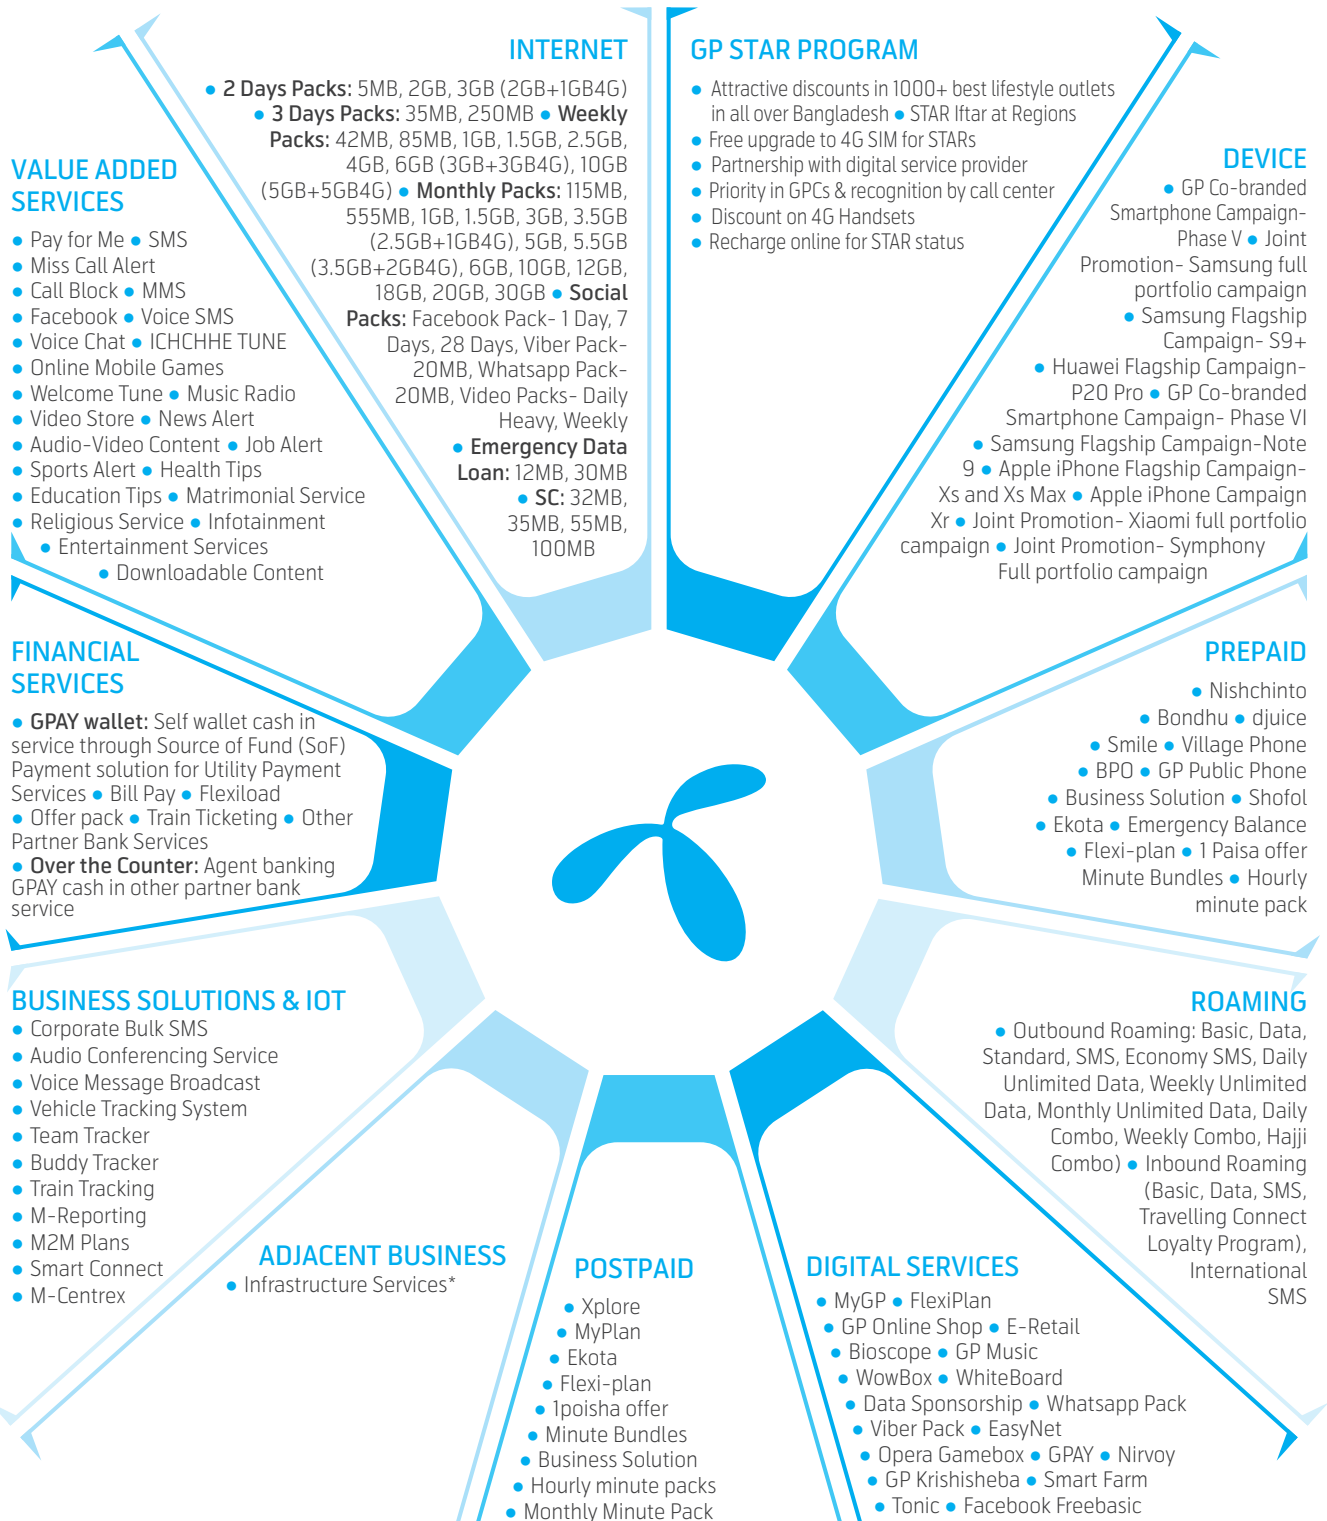 INTERNET
● 2 Days Packs: 5MB, 2GB, 3GB (2GB+1GB4G)
● 3 Days Packs: 35MB, 250MB ● Weekly
Packs: 42MB, 85MB, 1GB, 1.5GB, 2.5GB,
4GB, 6GB (3GB+3GB4G), 10GB
(5GB+5GB4G) ● Monthly Packs: 115MB,
555MB, 1GB, 1.5GB, 3GB, 3.5GB
(2.5GB+1GB4G), 5GB, 5.5GB
(3.5GB+2GB4G), 6GB, 10GB, 12GB,
18GB, 20GB, 30GB ● Social
Packs: Facebook Pack- 1 Day, 7
Days, 28 Days, Viber Pack-
20MB, Whatsapp Pack-
20MB, Video Packs- Daily
Heavy, Weekly
● Emergency Data
Loan: 12MB, 30MB
● SC: 32MB,
35MB, 55MB,
100MB
GP STAR PROGRAM
● Attractive discounts in 1000+ best lifestyle outlets
in all over Bangladesh ● STAR Iftar at Regions
● Free upgrade to 4G SIM for STARs
● Partnership with digital service provider
● Priority in GPCs & recognition by call center
● Discount on 4G Handsets
● Recharge online for STAR status
DEVICE
● GP Co-branded
Smartphone Campaign-
Phase V ● Joint
Promotion- Samsung full
portfolio campaign
● Samsung Flagship
Campaign- S9+
● Huawei Flagship Campaign-
P20 Pro ● GP Co-branded
Smartphone Campaign- Phase VI
● Samsung Flagship Campaign-Note
9 ● Apple iPhone Flagship Campaign-
Xs and Xs Max ● Apple iPhone Campaign
Xr ● Joint Promotion- Xiaomi full portfolio
campaign ● Joint Promotion- Symphony
Full portfolio campaign
VALUE ADDED
SERVICES
● Pay for Me ● SMS
● Miss Call Alert
● Call Block ● MMS
● Facebook ● Voice SMS
● Voice Chat ● ICHCHHE TUNE
● Online Mobile Games
● Welcome Tune ● Music Radio
● Video Store ● News Alert
● Audio-Video Content ● Job Alert
● Sports Alert ● Health Tips
● Education Tips ● Matrimonial Service
● Religious Service ● Infotainment
● Entertainment Services
● Downloadable Content
FINANCIAL
SERVICES
● GPAY wallet: Self wallet cash in
service through Source of Fund (SoF)
Payment solution for Utility Payment
Services ● Bill Pay ● Flexiload
● Offer pack ● Train Ticketing ● Other
Partner Bank Services
● Over the Counter: Agent banking
GPAY cash in other partner bank
service
PREPAID
● Nishchinto
● Bondhu ● djuice
● Smile ● Village Phone
● BPO ● GP Public Phone
● Business Solution ● Shofol
● Ekota ● Emergency Balance
● Flexi-plan ● 1 Paisa offer
Minute Bundles ● Hourly
minute pack
BUSINESS SOLUTIONS & IOT
● Corporate Bulk SMS
● Audio Conferencing Service
● Voice Message Broadcast
● Vehicle Tracking System
● Team Tracker
● Buddy Tracker
● Train Tracking
● M-Reporting
● M2M Plans
● Smart Connect
● M-Centrex
ROAMING
● Outbound Roaming: Basic, Data,
Standard, SMS, Economy SMS, Daily
Unlimited Data, Weekly Unlimited
Data, Monthly Unlimited Data, Daily
Combo, Weekly Combo, Hajji
Combo) ● Inbound Roaming
(Basic, Data, SMS,
Travelling Connect
Loyalty Program),
International
SMS
ADJACENT BUSINESS
● Infrastructure Services*
POSTPAID
● Xplore
● MyPlan
● Ekota
● Flexi-plan
● 1poisha offer
● Minute Bundles
● Business Solution
● Hourly minute packs
● Monthly Minute Pack
DIGITAL SERVICES
● MyGP ● FlexiPlan
● GP Online Shop ● E-Retail
● Bioscope ● GP Music
● WowBox ● WhiteBoard
● Data Sponsorship ● Whatsapp Pack
● Viber Pack ● EasyNet
● Opera Gamebox ● GPAY ● Nirvoy
● GP Krishisheba ● Smart Farm
● Tonic ● Facebook Freebasic